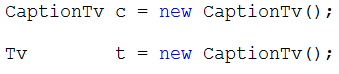 CaptionTv c = new CaptionTv();
Tv        t = new CaptionTv();